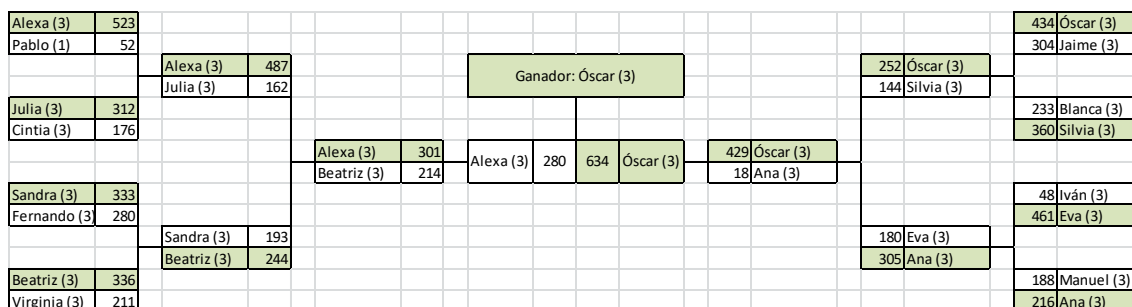 Alexa (3) 523 434 Óscar (3)
Pablo (1) 52 304 Jaime (3)
Alexa (3) 487 Ganador: Óscar (3) 252 Óscar (3)
Julia (3) 162 144 Silvia (3)
Julia (3) 312 233 Blanca (3)
Cintia (3) 176 360 Silvia (3)
Alexa (3) 301 Alexa (3) 280 634 Óscar (3) 429 Óscar (3)
Beatriz (3) 214 18 Ana (3)
Sandra (3) 333 48 Iván (3)
Fernando (3) 280 461 Eva (3)
Sandra (3) 193 180 Eva (3)
Beatriz (3) 244 305 Ana (3)
Beatriz (3) 336 188 Manuel (3)
Virginia (3) 211 216 Ana (3)